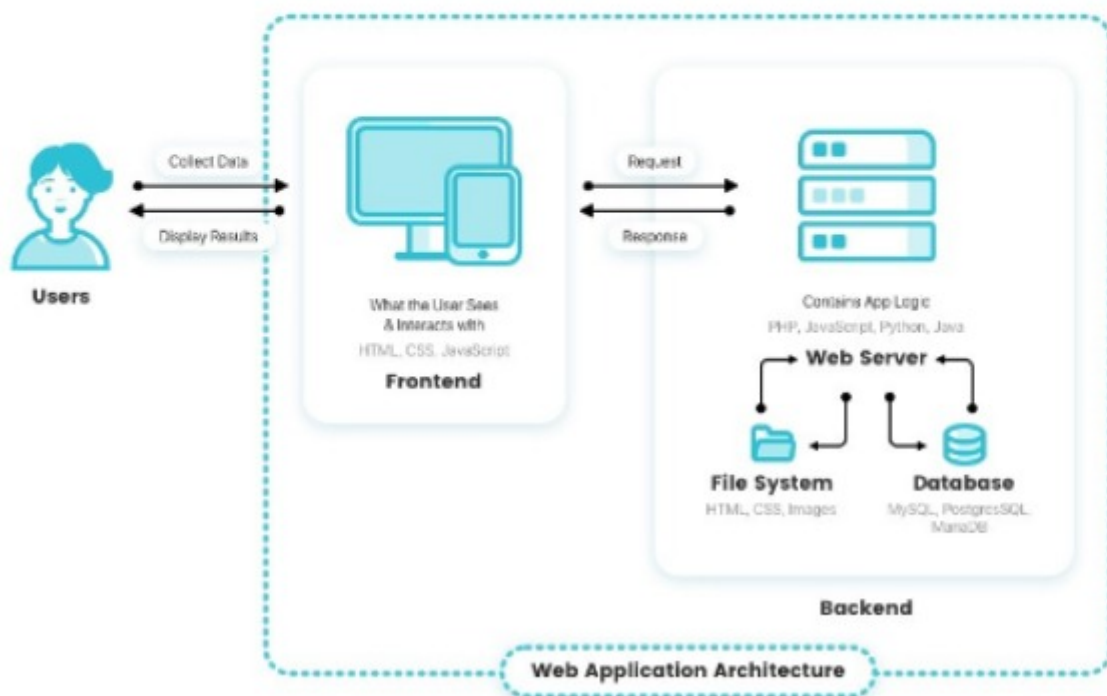 Collect Data
Display Results
Users
What the User Sees
& Interacts with
HTML, CSS, JavaScript
Frontend
Request
Response
Contains App Logic
PHP, JavaScript, Python, Java
Web Server
File System
HTML, CSS, Images
Database
MySQL, PostgresSQL,
MariaDB
Backend
Web Application Architecture